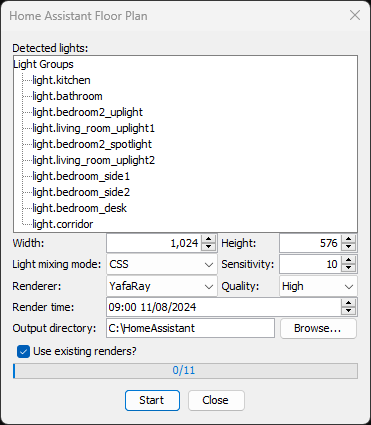 Home Assistant Floor Plan
Detected lights:
Light Groups
light.kitchen
light.bathroom
light.bedroom2_uplight
light.living_room_uplight1
light.bedroom2_spotlight
light.living_room_uplight2
light.bedroom_side1
light.bedroom_side2
light.bedroom_desk
light.corridor
Width: 1,024 Height: 576
Light mixing mode: CSS Sensitivity: 10
Renderer: YafaRay Quality: High
Render time: 09:00 11/08/2024
Output directory: C:\HomeAssistant Browse...
Use existing renders?
0/11
Start Close